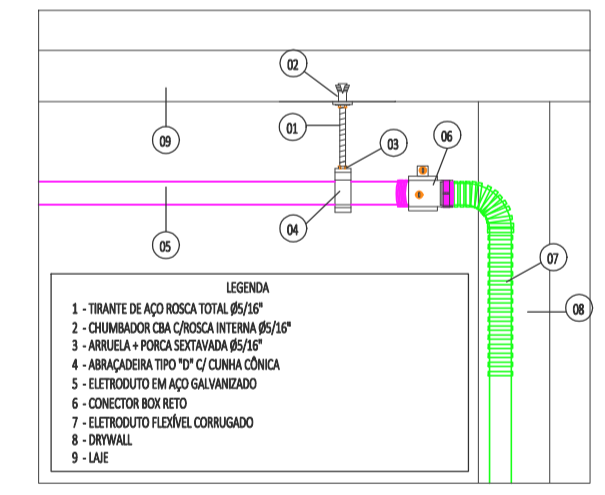 02
01
03
06
09
04
05
07
08
LEGENDA
1 - TIRANTE DE AÇO ROSCA TOTAL Ø5/16"
2 - CHUMBADOR CBA C/ROSCA INTERNA Ø5/16"
3 - ARRUELA + PORCA SEXTAVADA Ø5/16"
4 - ABRAÇADEIRA TIPO "D" C/ CUNHA CÔNICA
5 - ELETRODUTO EM AÇO GALVANIZADO
6 - CONECTOR BOX RETO
7 - ELETRODUTO FLEXÍVEL CORRUGADO
8 - DRYWALL
9 - LAJE